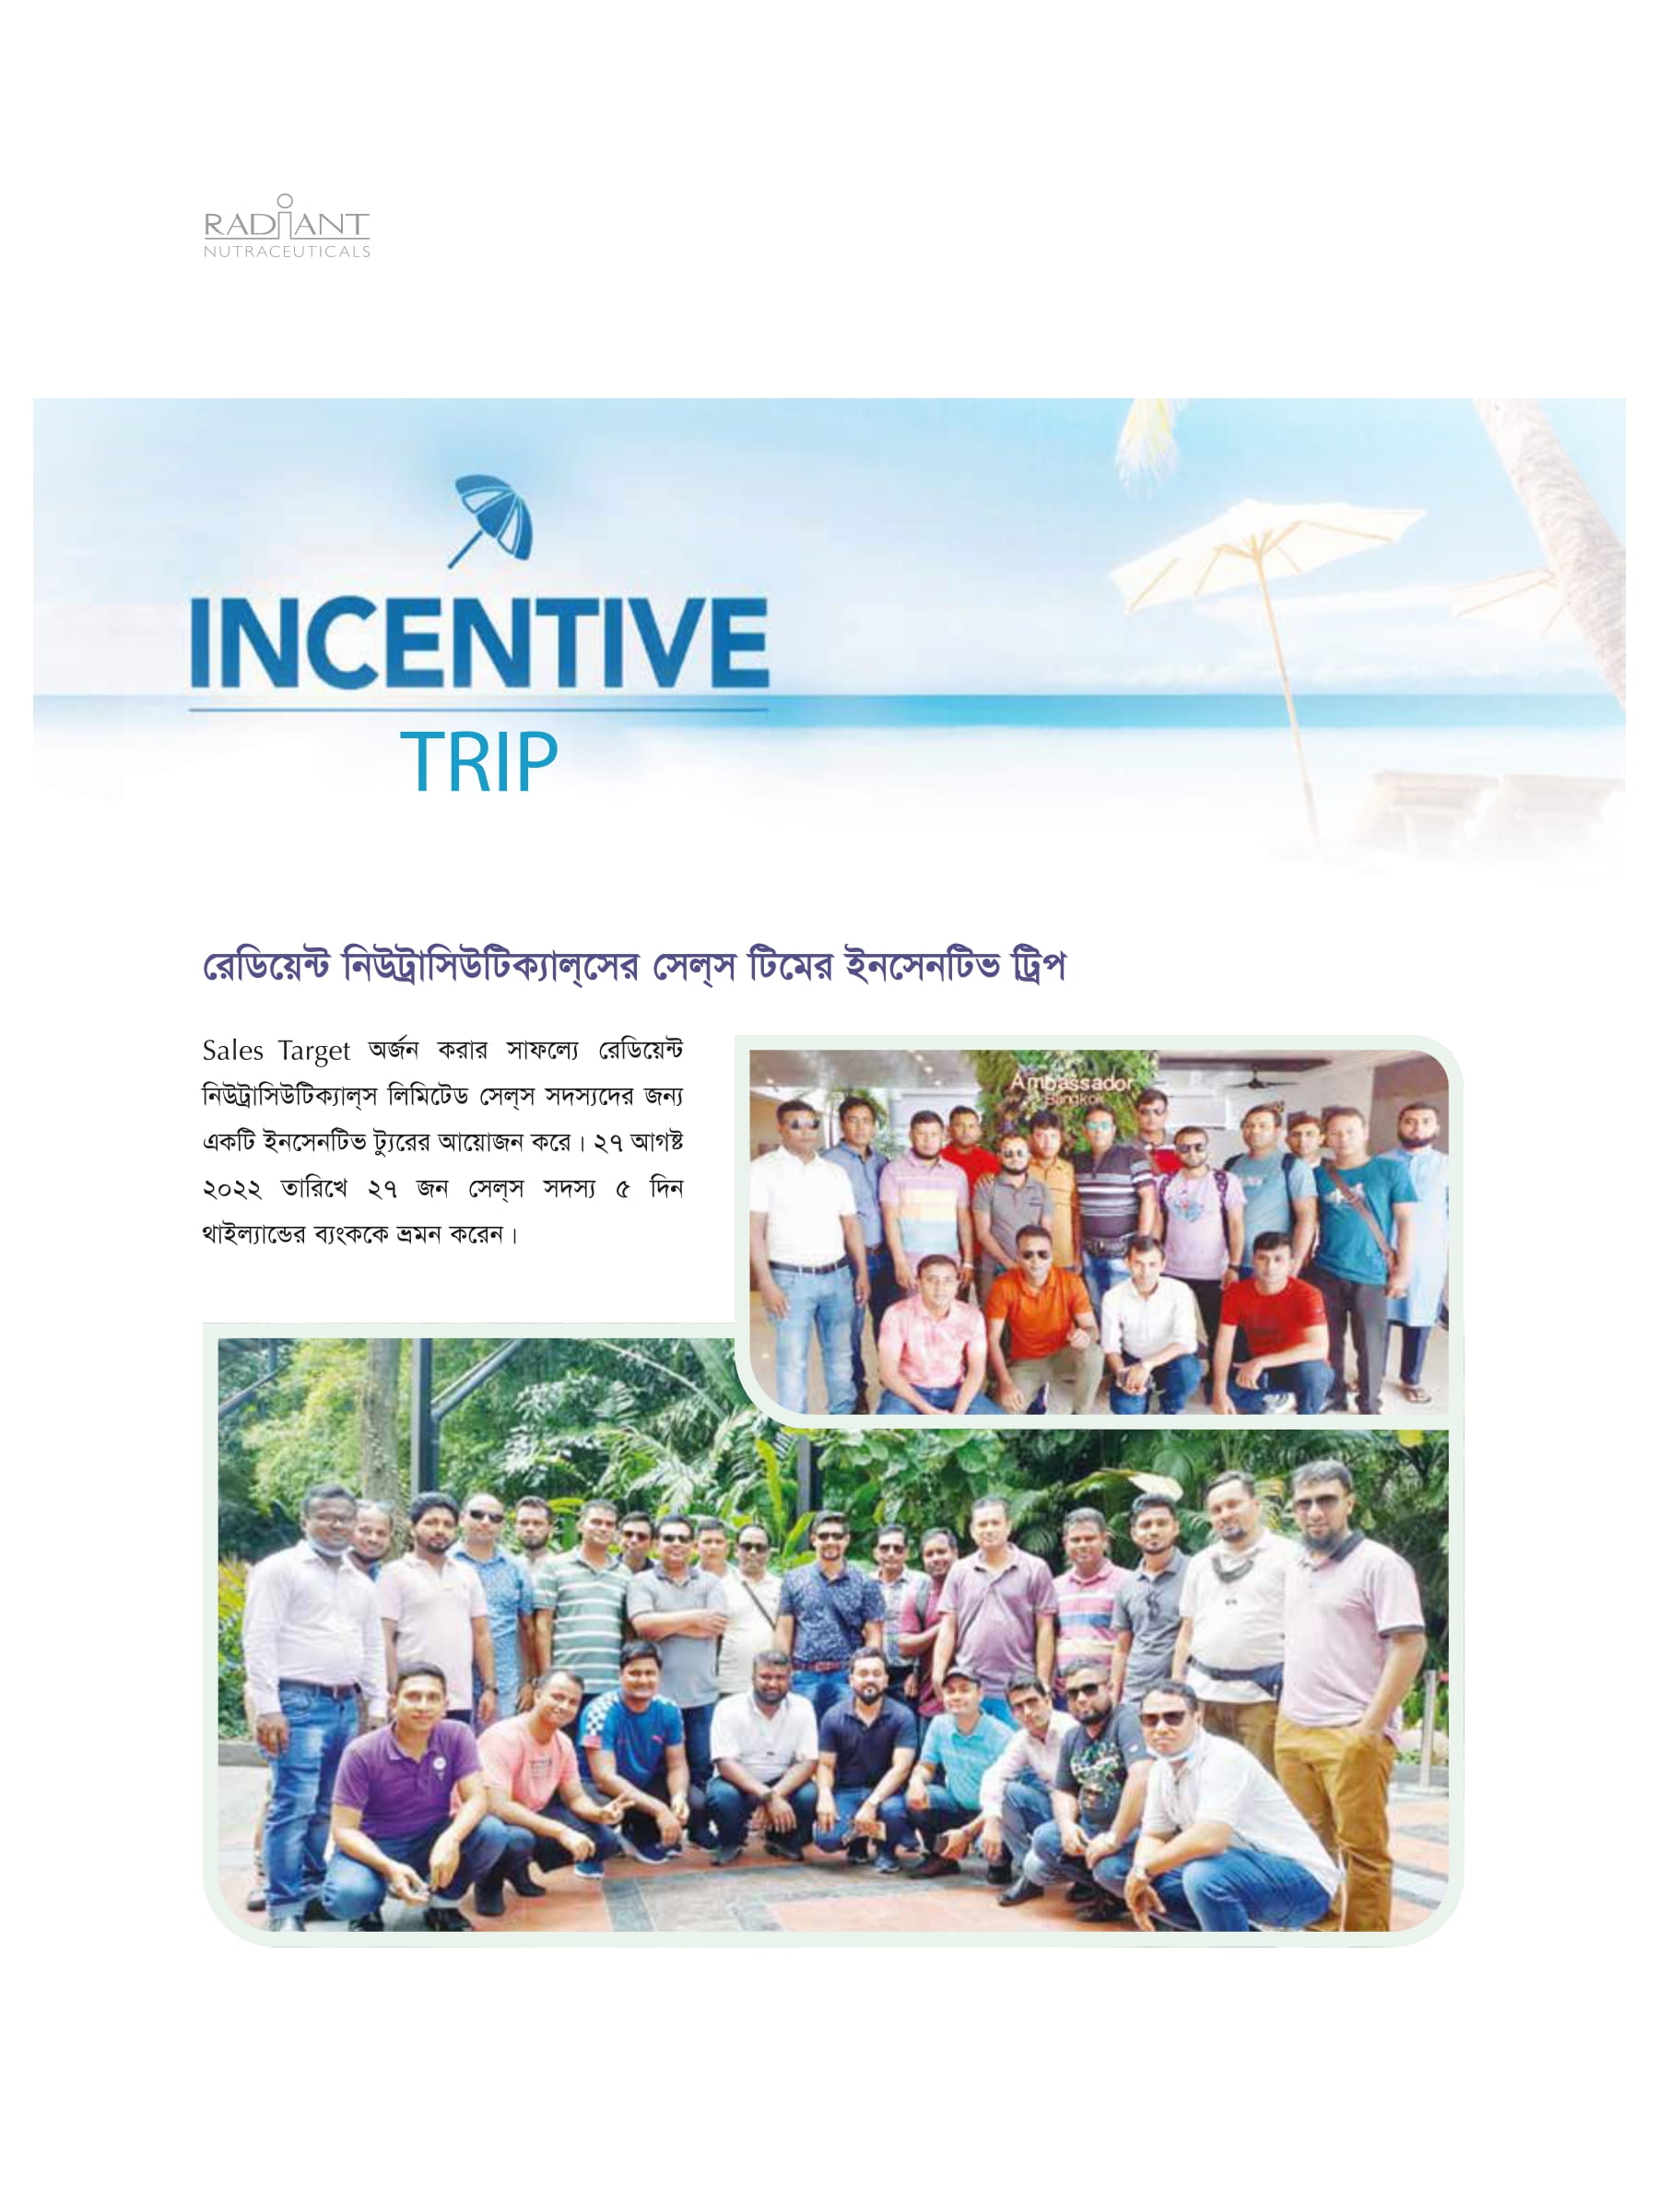 RADiANT
NUTRACEUTICALS
INCENTIVE
TRIP
রেডিয়েন্ট নিউট্রাসিউটিক্যাল্‌সের সেল্‌স টিমের ইনসেনটিভ ট্রিপ
Sales Target অর্জন করার সাফল্যে রেডিয়েন্ট
নিউট্রাসিউটিক্যাল্‌স লিমিটেড সেল্‌স সদস্যদের জন্য
একটি ইনসেনটিভ ট্যুরের আয়োজন করে। ২৭ আগষ্ট
২০২২ তারিখে ২৭ জন সেল্‌স সদস্য ৫ দিন
থাইল্যান্ডের ব্যংককে ভ্রমন করেন।
Ambassador
Bangkok